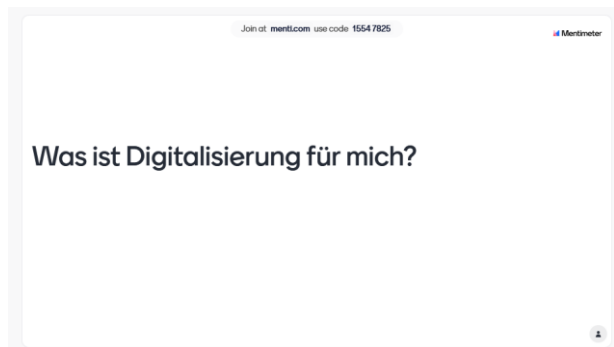 Join at menti.com use code 1554 7825
Mentimeter
Was ist Digitalisierung für mich?